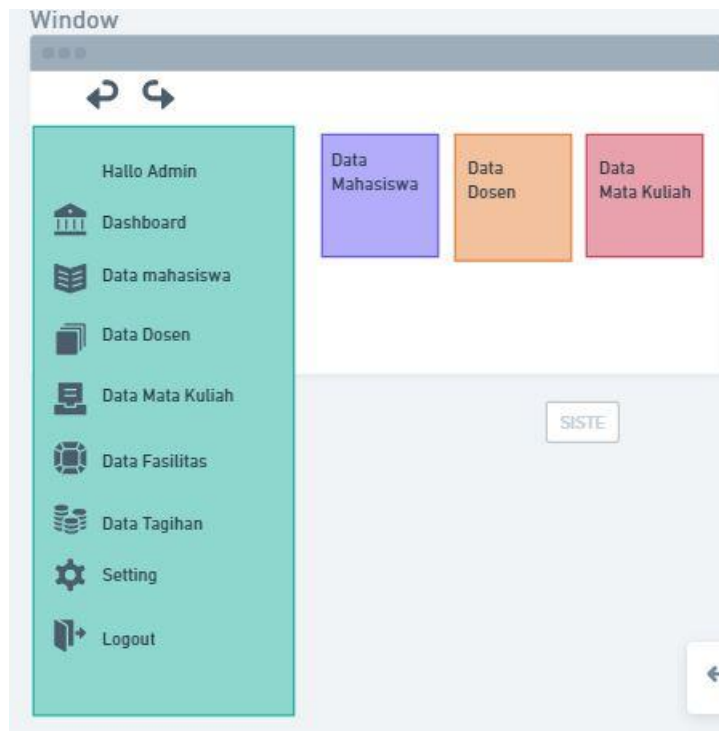 Window
Hallo Admin
Dashboard
Data mahasiswa
Data Dosen
Data Mata Kuliah
Data Fasilitas
Data Tagihan
Setting
Logout
Data
Mahasiswa
Data
Dosen
Data
Mata Kuliah
SISTE